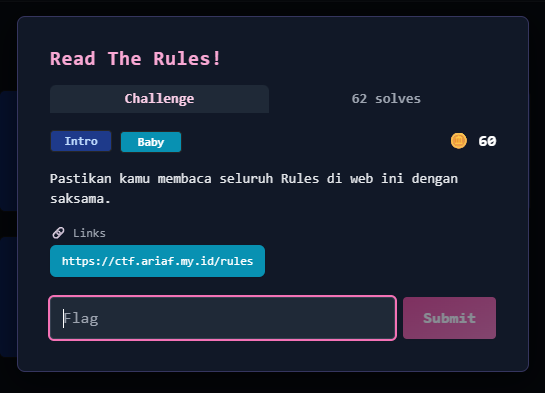 Read The Rules!
Challenge
62 solves
Intro
Baby
60
Pastikan kamu membaca seluruh Rules di web ini dengan
saksama.
Links
https://ctf.ariaf.my.id/rules
Flag
Submit